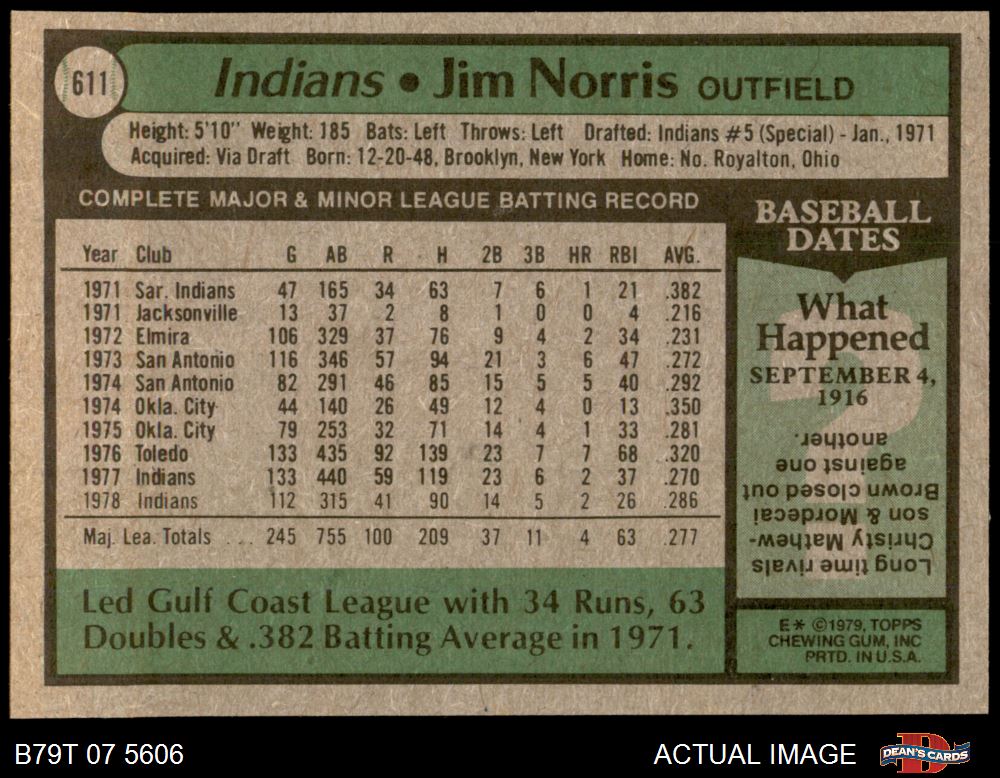 611
Indians • Jim Norris OUTFIELD
Height: 5'10" Weight: 185 Bats: Left Throws: Left Drafted: Indians #5 (Special) - Jan., 1971
Acquired: Via Draft Born: 12-20-48, Brooklyn, New York Home: No. Royalton, Ohio
COMPLETE MAJOR & MINOR LEAGUE BATTING RECORD
Year Club G AB R H 2B 3B HR RBI AVG.
1971 Sar. Indians 47 165 34 63 7 6 1 21 .382
1971 Jacksonville 13 37 2 8 1 0 0 4 .216
1972 Elmira 106 329 37 76 9 4 2 34 .231
1973 San Antonio 116 346 57 94 21 3 6 47 .272
1974 San Antonio 82 291 46 85 15 5 5 40 .292
1974 Okla. City 44 140 26 49 12 4 0 13 .350
1975 Okla. City 79 253 32 71 14 4 1 33 .281
1976 Toledo 133 435 92 139 23 7 7 68 .320
1977 Indians 133 440 59 119 23 6 2 37 .270
1978 Indians 112 315 41 90 14 5 2 26 .286
Maj. Lea. Totals ... 245 755 100 209 37 11 4 63 .277
Led Gulf Coast League with 34 Runs, 63
Doubles & .382 Batting Average in 1971.
BASEBALL
DATES
What
Happened
SEPTEMBER 4,
1916
?
Long time rivals
Christy Mathew-
son & Mordecai
Brown closed out
against one
another.
E* ©1979, TOPPS
CHEWING GUM, INC
PRTD. IN U.S.A.
B79T 07 5606
ACTUAL IMAGE
DEAN'S CARDS